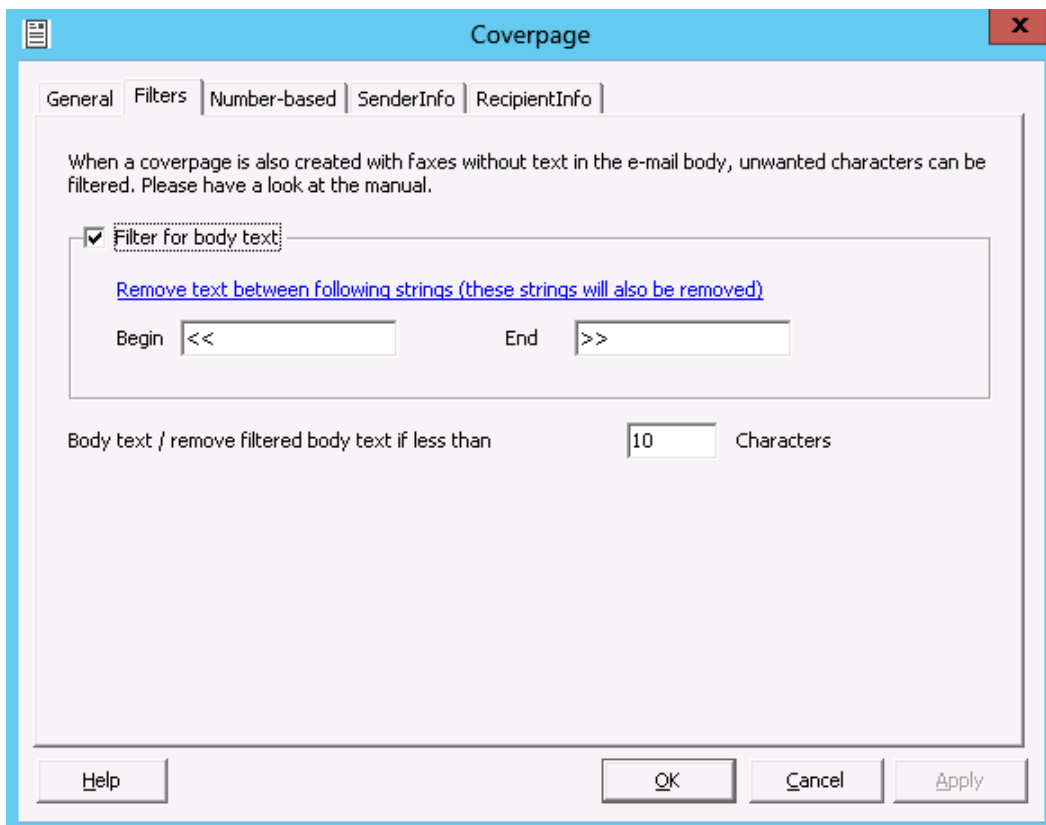 Coverpage
x
General Filters Number-based SenderInfo RecipientInfo
When a coverpage is also created with faxes without text in the e-mail body, unwanted characters can be
filtered. Please have a look at the manual.
Filter for body text
Remove text between following strings (these strings will also be removed)
Begin << End >>
Body text / remove filtered body text if less than 10 Characters
Help OK Cancel Apply